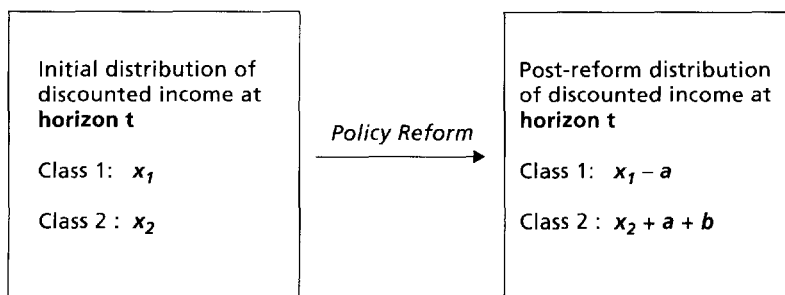 Initial distribution of
discounted income at
horizon t
Class 1: x₁
Class 2 : x₂
Policy Reform
Post-reform distribution
of discounted income at
horizon t
Class 1: x₁ – a
Class 2 : x₂ + a + b